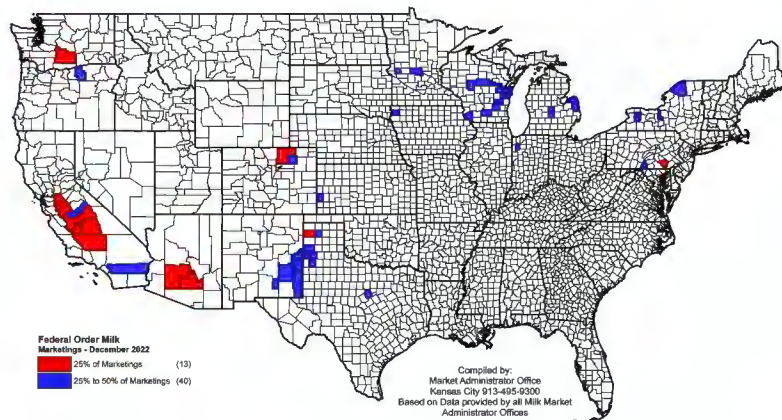 Federal Order Milk
Marketings - December 2022
25% of Marketings (13)
25% to 50% of Marketings (40)
Compiled by:
Market Administrator Office
Kansas City 913-495-9300
Based on Data provided by all Milk Market
Administrator Offices